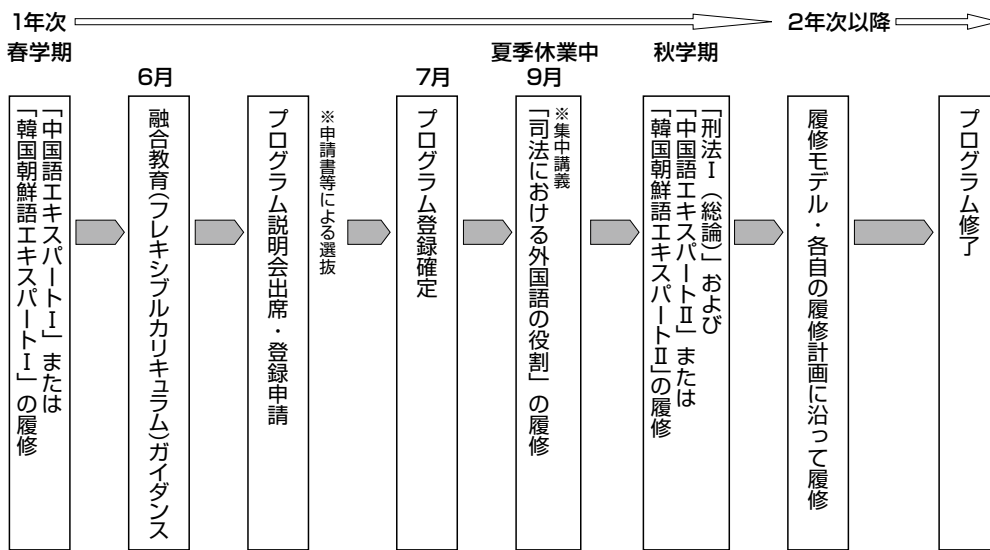 1年次
2年次以降
春学期
「中国語エキスパートⅠ」または
「韓国朝鮮語エキスパートⅠ」の履修
6月
融合教育(フレキシブルカリキュラム)ガイダンス
プログラム説明会出席・登録申請
※申請書等による選抜
7月
プログラム登録確定
夏季休業中
9月
※集中講義
「司法における外国語の役割」の履修
秋学期
「刑法Ⅰ(総論)」および
「中国語エキスパートⅡ」または
「韓国朝鮮語エキスパートⅡ」の履修
履修モデル・各自の履修計画に沿って履修
プログラム修了